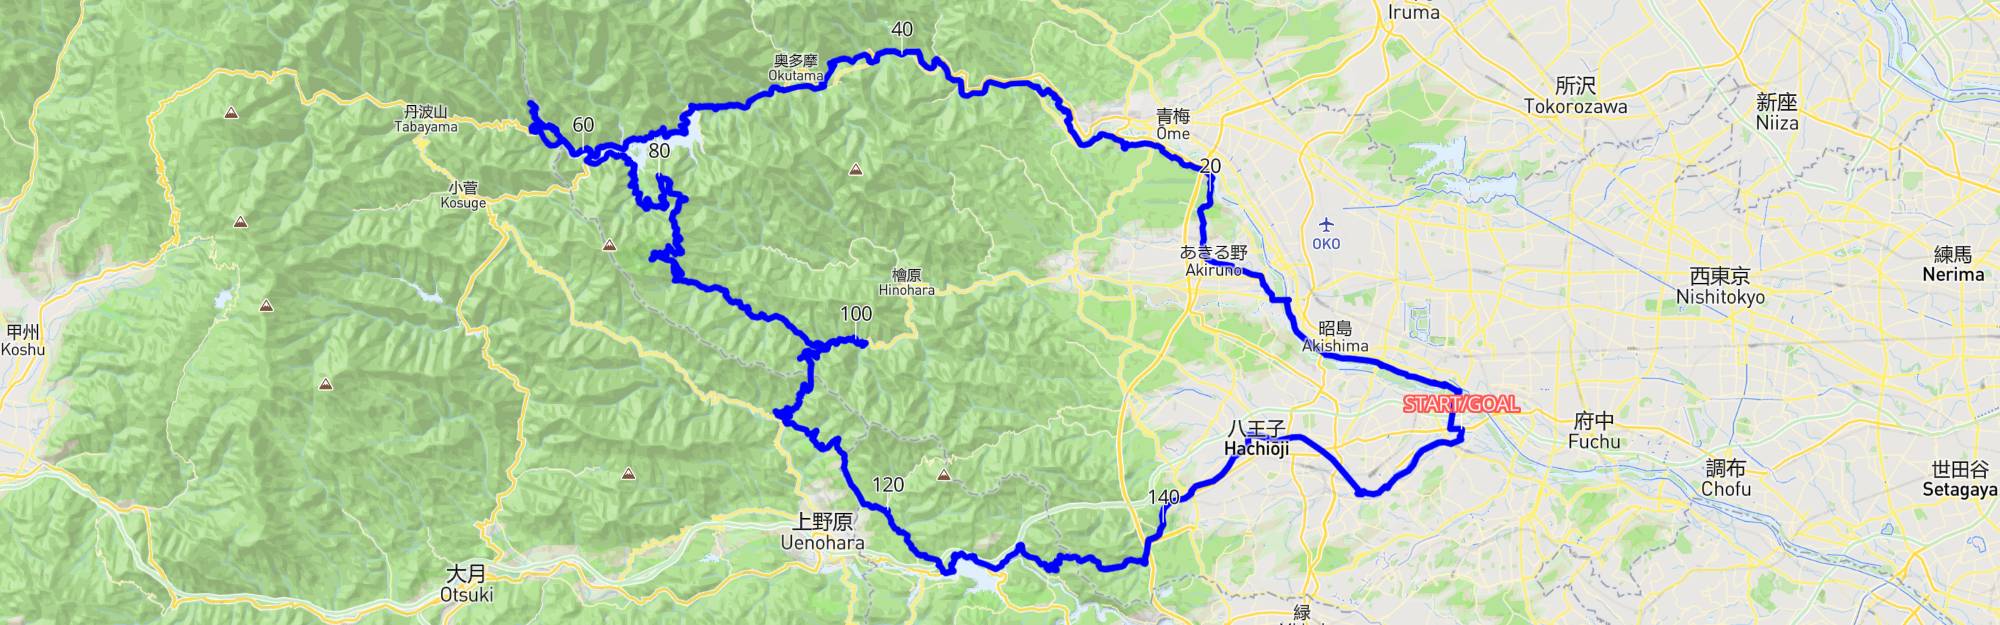 Iruma
40
奥多摩
Okutama
所沢
Tokorozawa
新座
Niiza
丹波山
Tabayama
60
80
青梅
Ōme
20
小菅
Kosuge
OKO
あきる野
Akiruno
練馬
Nerima
檜原
Hinohara
西東京
Nishitokyo
100
甲州
Koshu
昭島
Akishima
START/GOAL
府中
Fuchu
八王子
Hachiōji
調布
Chofu
世田谷
Setagaya
120
140
上野原
Uenohara
大月
Otsuki
緑